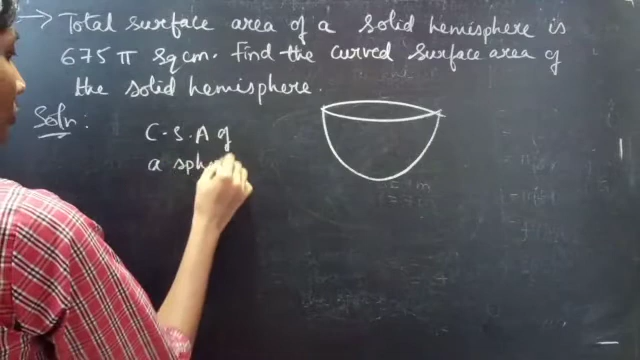 → Total surface area of a solid hemisphere is
675 π sq cm. Find the curved surface area of
the solid hemisphere.
Soln:
C.S.A of
a sphe